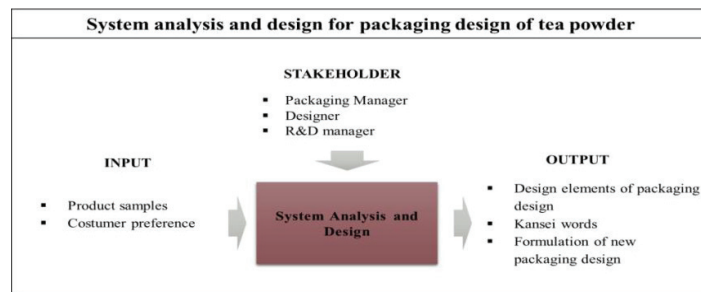 System analysis and design for packaging design of tea powder
STAKEHOLDER
▪ Packaging Manager
▪ Designer
▪ R&D manager
INPUT
▪ Product samples
▪ Costumer preference
System Analysis and
Design
OUTPUT
▪ Design elements of packaging
design
▪ Kansei words
▪ Formulation of new
packaging design